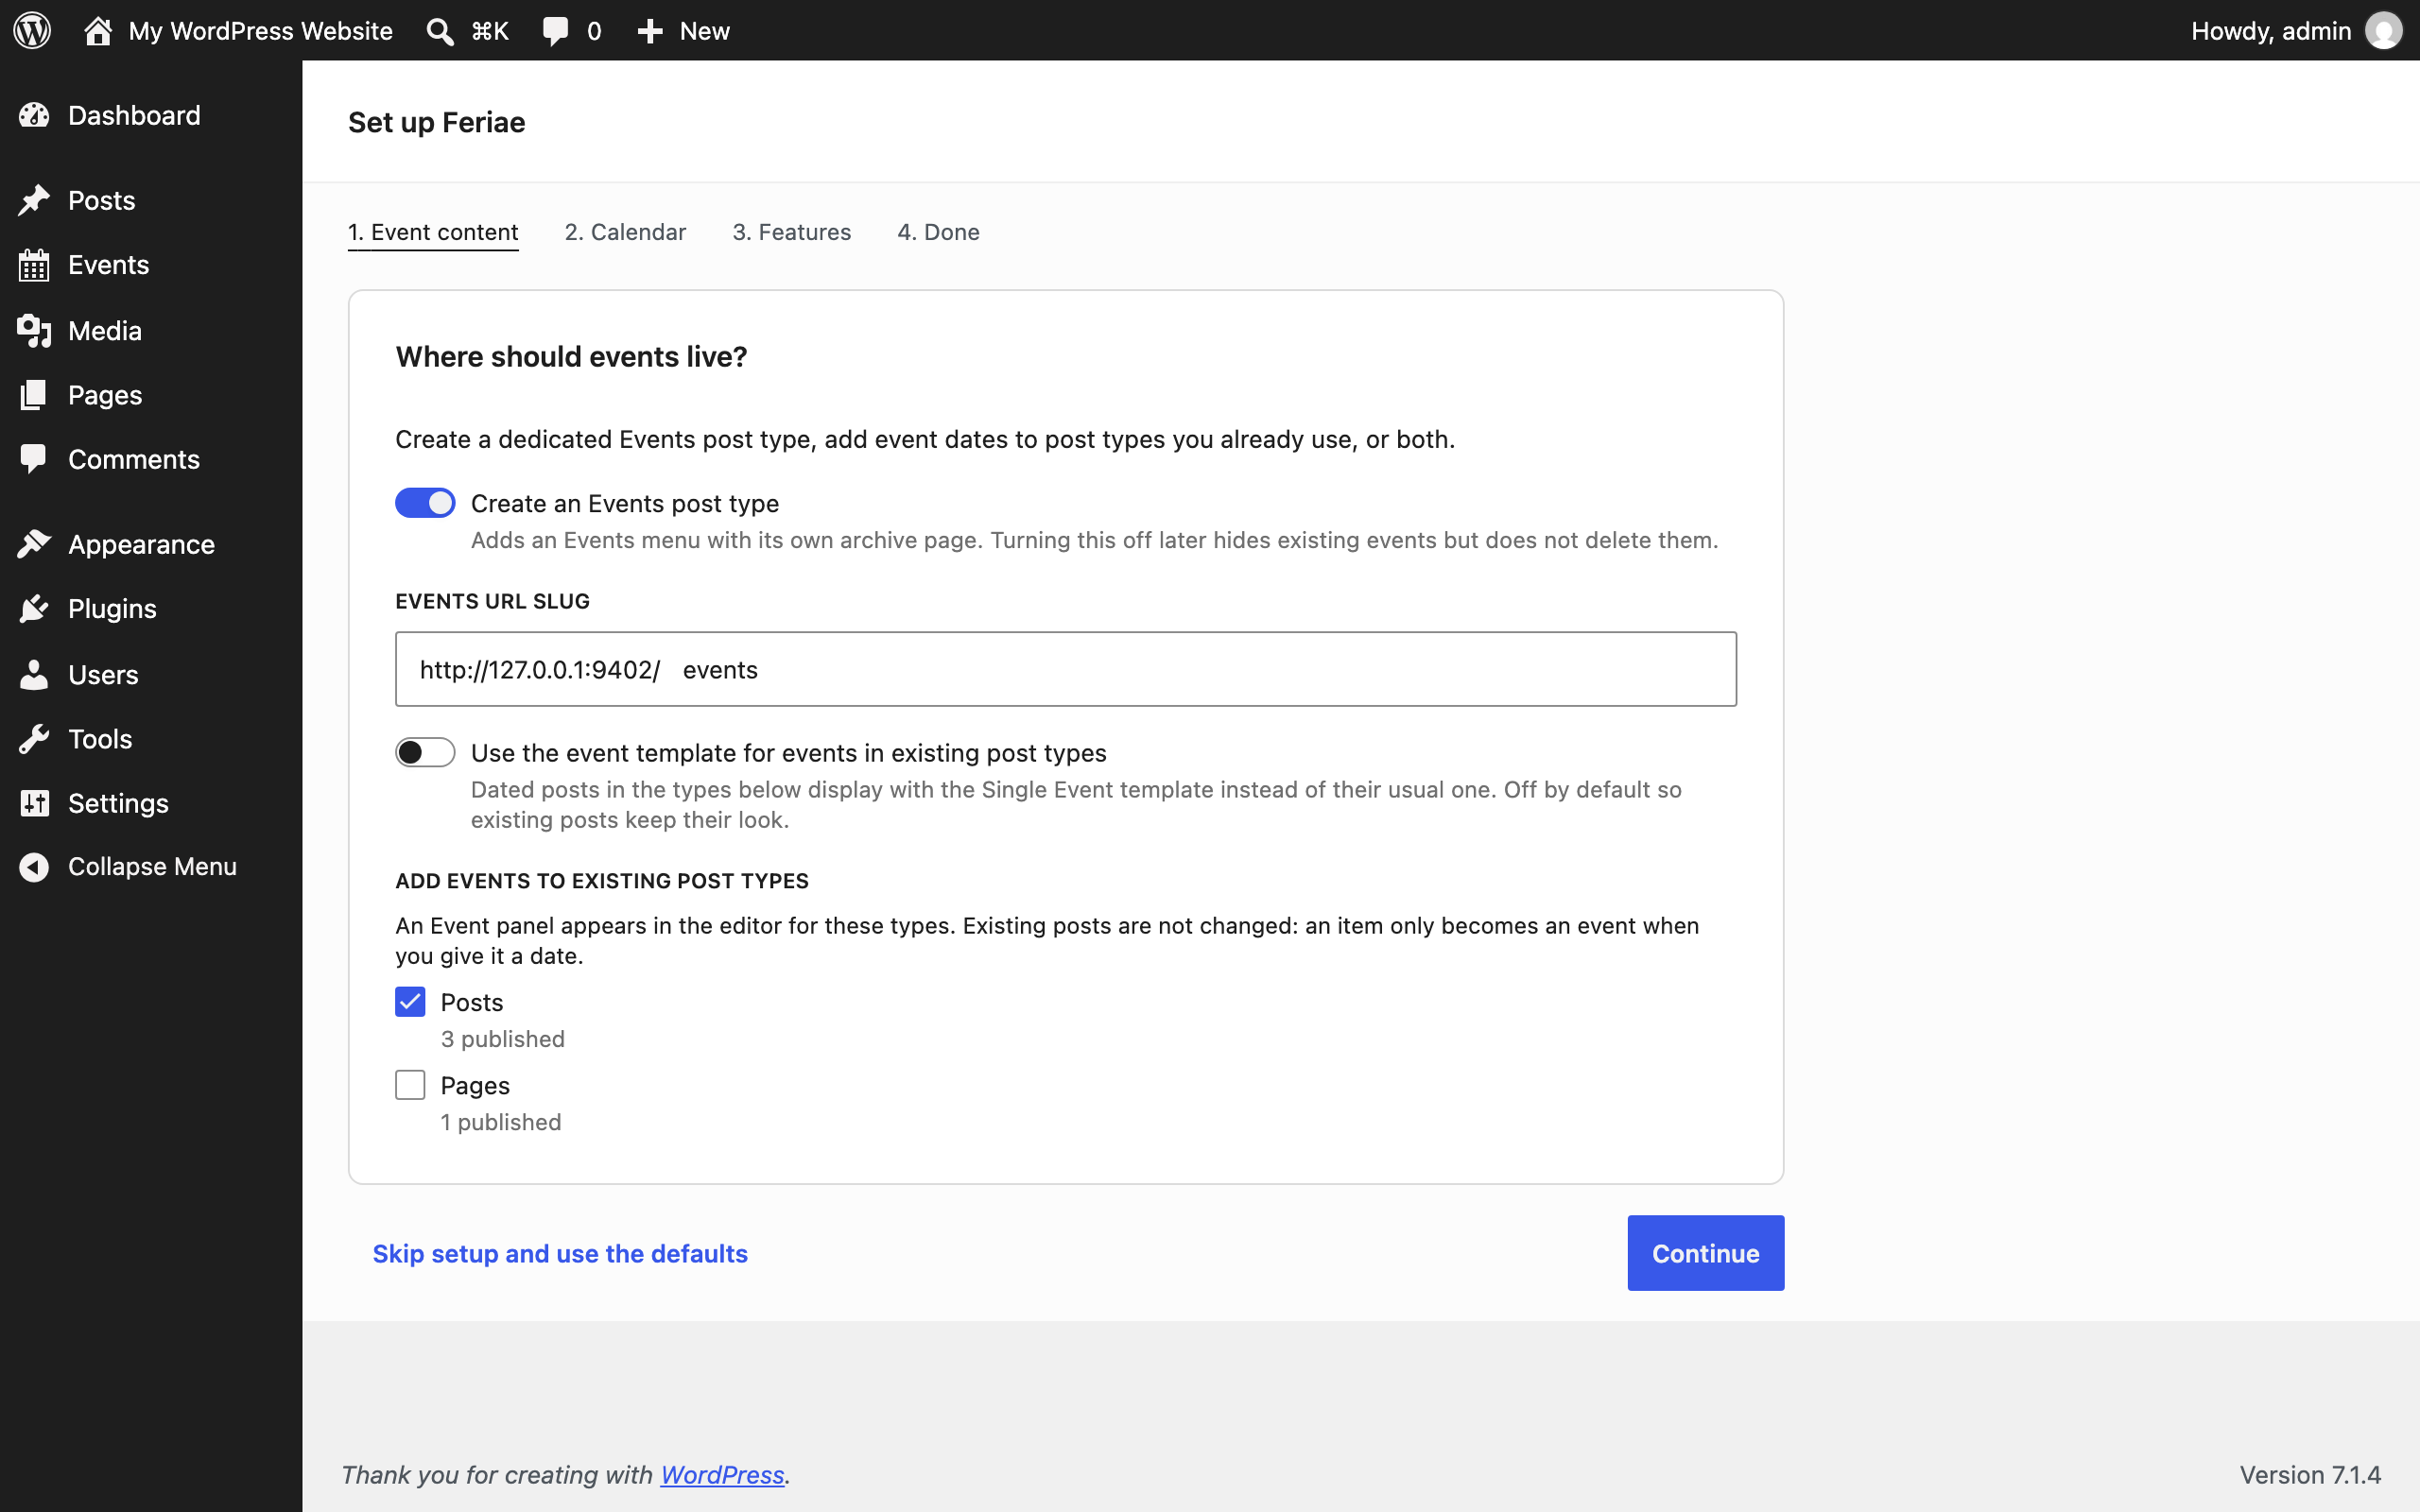 My WordPress Website ⌘K 0 New Howdy, admin
Dashboard
Posts
Events
Media
Pages
Comments
Appearance
Plugins
Users
Tools
Settings
Collapse Menu
Set up Feriae
1. Event content 2. Calendar 3. Features 4. Done
Where should events live?
Create a dedicated Events post type, add event dates to post types you already use, or both.
Create an Events post type
Adds an Events menu with its own archive page. Turning this off later hides existing events but does not delete them.
EVENTS URL SLUG
http://127.0.0.1:9402/ events
Use the event template for events in existing post types
Dated posts in the types below display with the Single Event template instead of their usual one. Off by default so
existing posts keep their look.
ADD EVENTS TO EXISTING POST TYPES
An Event panel appears in the editor for these types. Existing posts are not changed: an item only becomes an event when
you give it a date.
Posts
3 published
Pages
1 published
Skip setup and use the defaults Continue
Thank you for creating with WordPress. Version 7.1.4